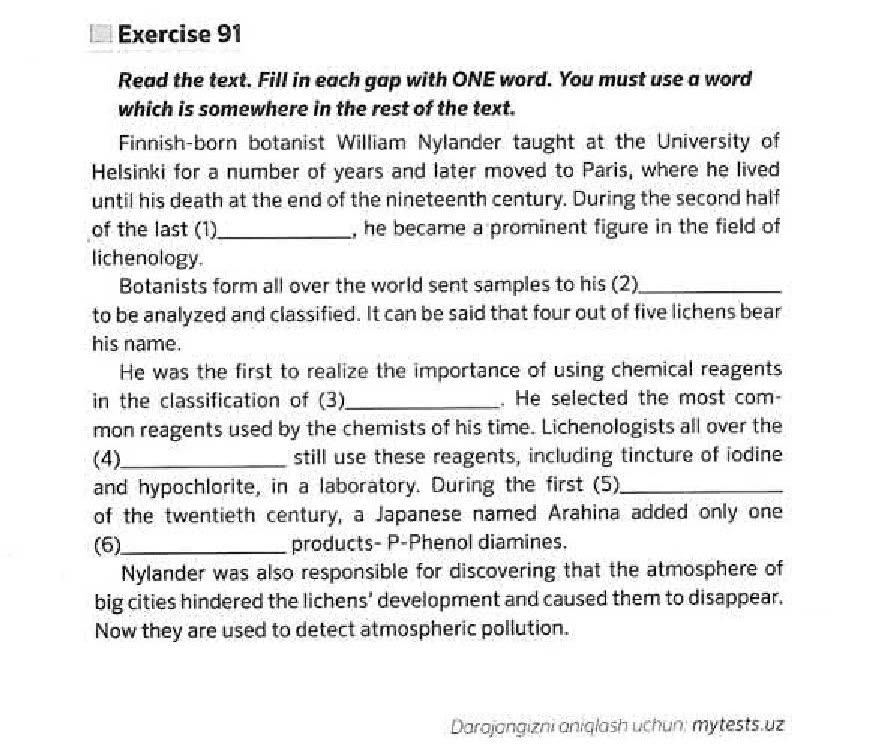 Exercise 91
Read the text. Fill in each gap with ONE word. You must use a word
which is somewhere in the rest of the text.
Finnish-born botanist William Nylander taught at the University of
Helsinki for a number of years and later moved to Paris, where he lived
until his death at the end of the nineteenth century. During the second half
of the last (1)____________, he became a prominent figure in the field of
lichenology.
Botanists form all over the world sent samples to his (2)____________
to be analyzed and classified. It can be said that four out of five lichens bear
his name.
He was the first to realize the importance of using chemical reagents
in the classification of (3)____________. He selected the most com-
mon reagents used by the chemists of his time. Lichenologists all over the
(4)____________ still use these reagents, including tincture of iodine
and hypochlorite, in a laboratory. During the first (5)____________
of the twentieth century, a Japanese named Arahina added only one
(6)____________ products- P-Phenol diamines.
Nylander was also responsible for discovering that the atmosphere of
big cities hindered the lichens' development and caused them to disappear.
Now they are used to detect atmospheric pollution.
Darajangizni aniqlash uchun: mytests.uz